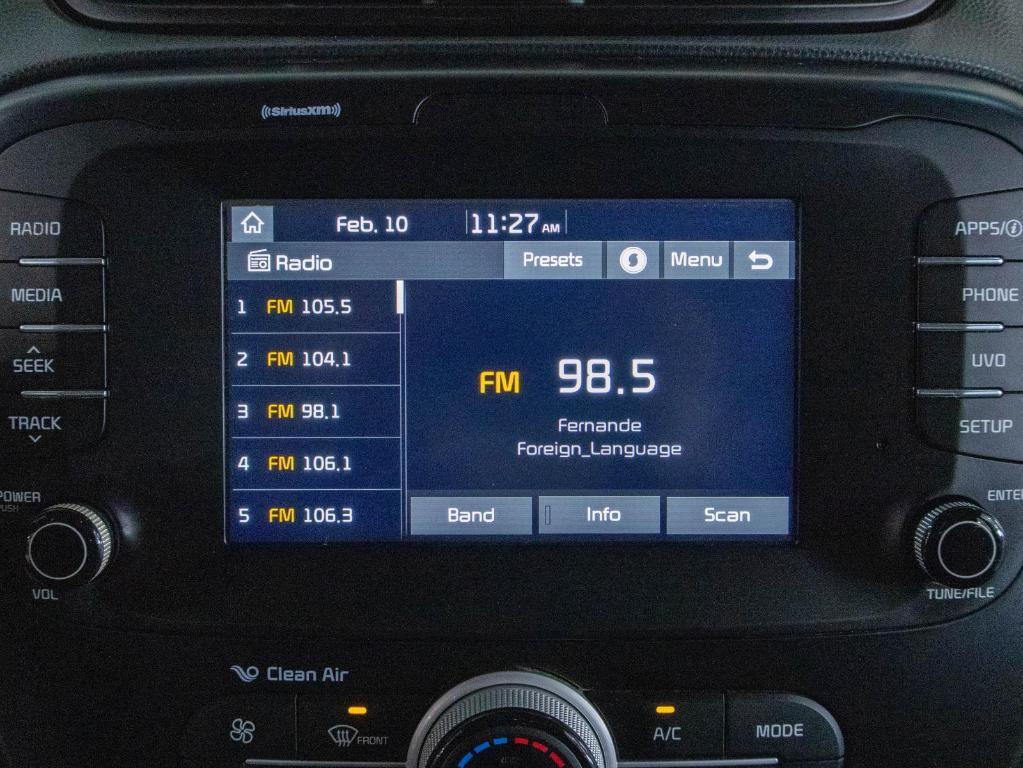 ((SiriusXM))
RADIO
MEDIA
SEEK
TRACK
POWER
PUSH
VOL
Feb. 10 11:27 AM
Radio Presets Menu
1 FM 105.5
2 FM 104.1
3 FM 98.1
4 FM 106.1
5 FM 106.3
FM 98.5
Fernande
Foreign_Language
Band Info Scan
APPS/i
PHONE
UVO
SETUP
ENTER
TUNE/FILE
Clean Air
FRONT
A/C
MODE